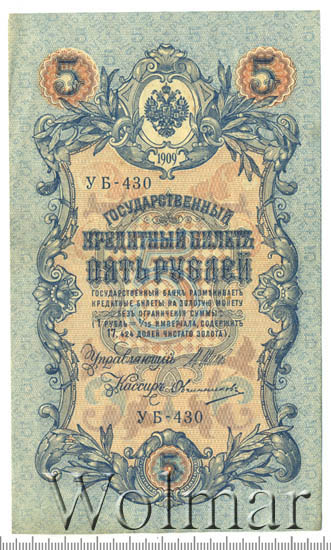 5 5
1909
УБ-430
ГОСУДАРСТВЕННЫЙ
КРЕДИТНЫЙ БИЛЕТЪ
ПЯТЬ РУБЛЕЙ
ГОСУДАРСТВЕННЫЙ БАНКЪ РАЗМѢНИВАЕТЪ
КРЕДИТНЫЕ БИЛЕТЫ НА ЗОЛОТУЮ МОНЕТУ
БЕЗЪ ОГРАНИЧЕНІЯ СУММЫ
(1 РУБЛЬ = 1/15 ИМПЕРІАЛА, СОДЕРЖИТЪ
17,424 ДОЛЕЙ ЧИСТАГО ЗОЛОТА).
Управляющій
Кассиръ Овчинниковъ
УБ-430
5
Wolmar